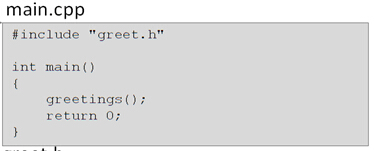 main.cpp
#include "greet.h"
int main()
{
    greetings();
    return 0;
}